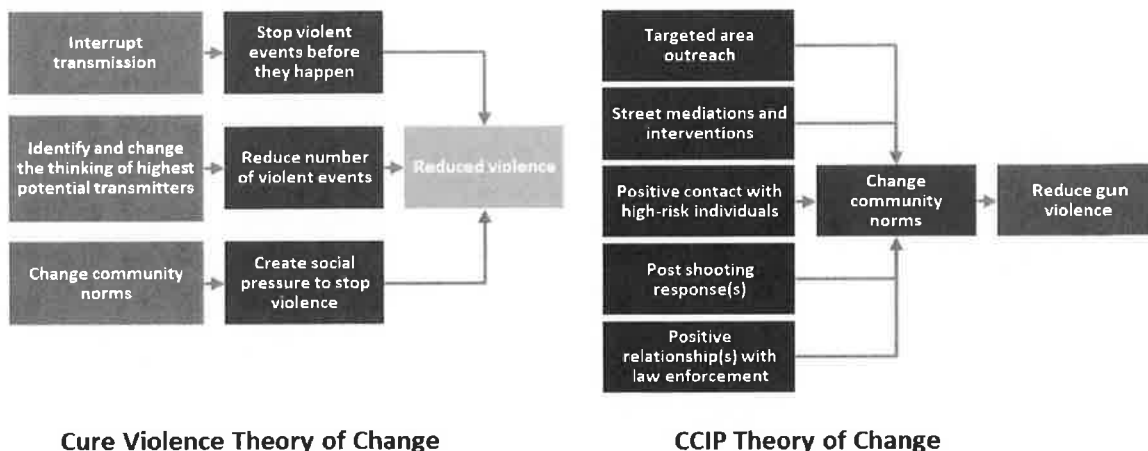 Interrupt
transmission
Stop violent
events before
they happen
Identify and change
the thinking of highest
potential transmitters
Reduce number
of violent events
Reduced violence
Change community
norms
Create social
pressure to stop
violence
Cure Violence Theory of Change
Targeted area
outreach
Street mediations and
interventions
Positive contact with
high-risk individuals
Post shooting
response(s)
Positive
relationship(s) with
law enforcement
Change
community
norms
Reduce gun
violence
CCIP Theory of Change